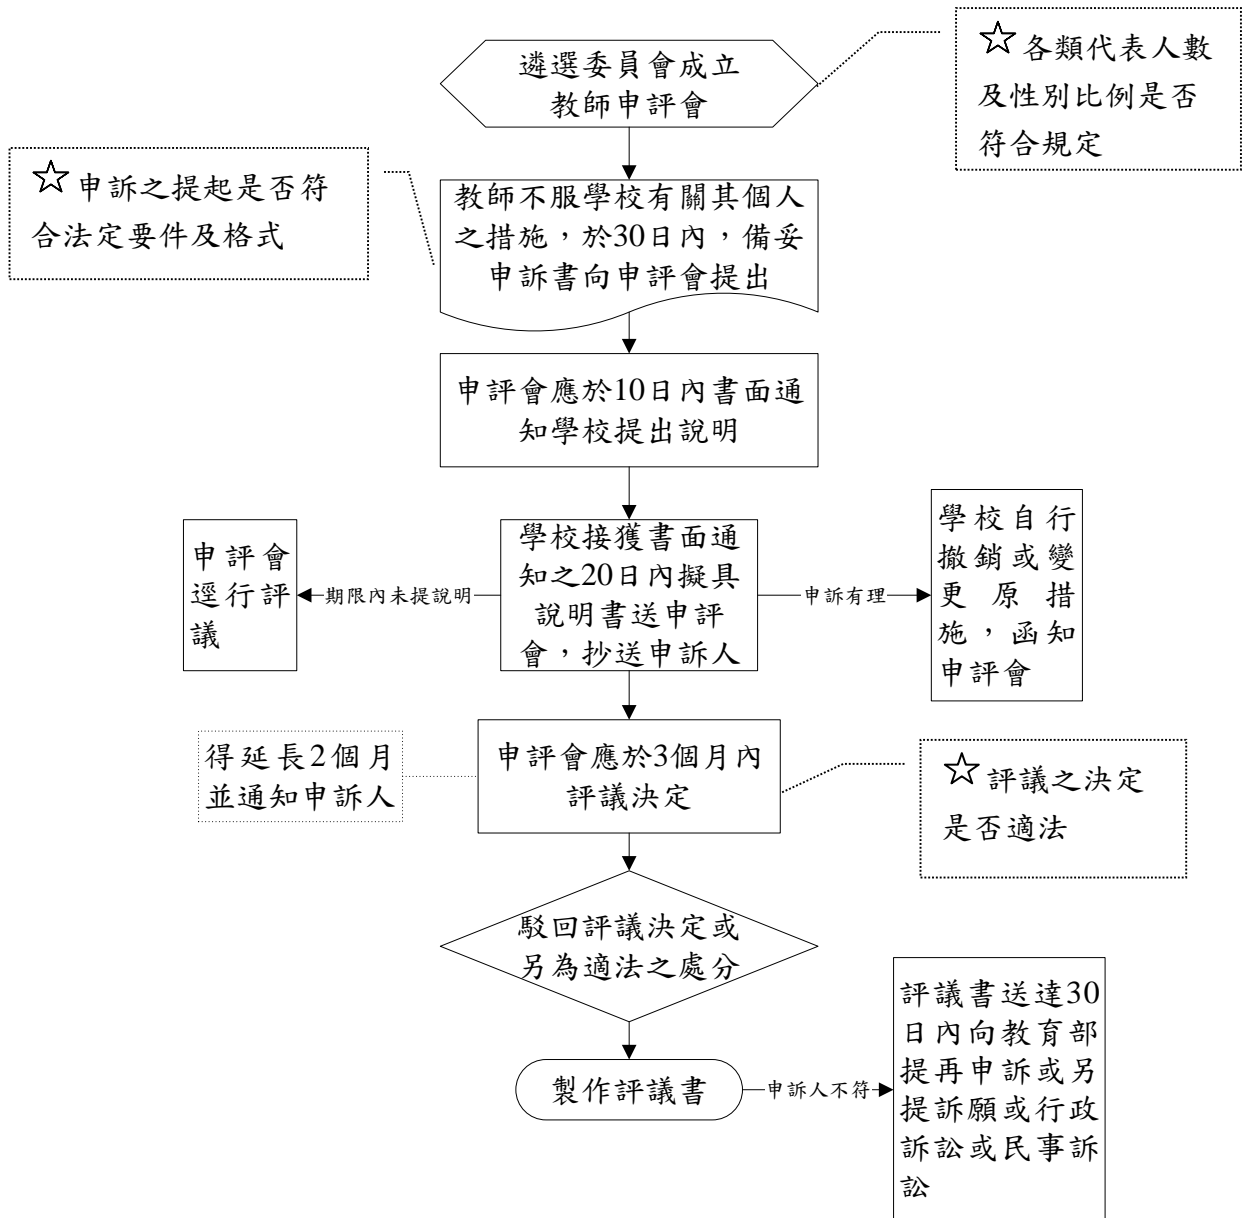 遴選委員會成立
教師申評會
☆各類代表人數
及性別比例是否
符合規定
☆申訴之提起是否符
合法定要件及格式
教師不服學校有關其個人
之措施，於30日內，備妥
申訴書向申評會提出
申評會應於10日內書面通
知學校提出說明
申評會
逕行評
議
期限內未提說明
學校接獲書面通
知之20日內擬具
說明書送申評
會，抄送申訴人
申訴有理
學校自行
撤銷或變
更原措
施，函知
申評會
得延長2個月
並通知申訴人
申評會應於3個月內
評議決定
☆評議之決定
是否適法
駁回評議決定或
另為適法之處分
製作評議書
申訴人不符
評議書送達30
日內向教育部
提再申訴或另
提訴願或行政
訴訟或民事訴
訟